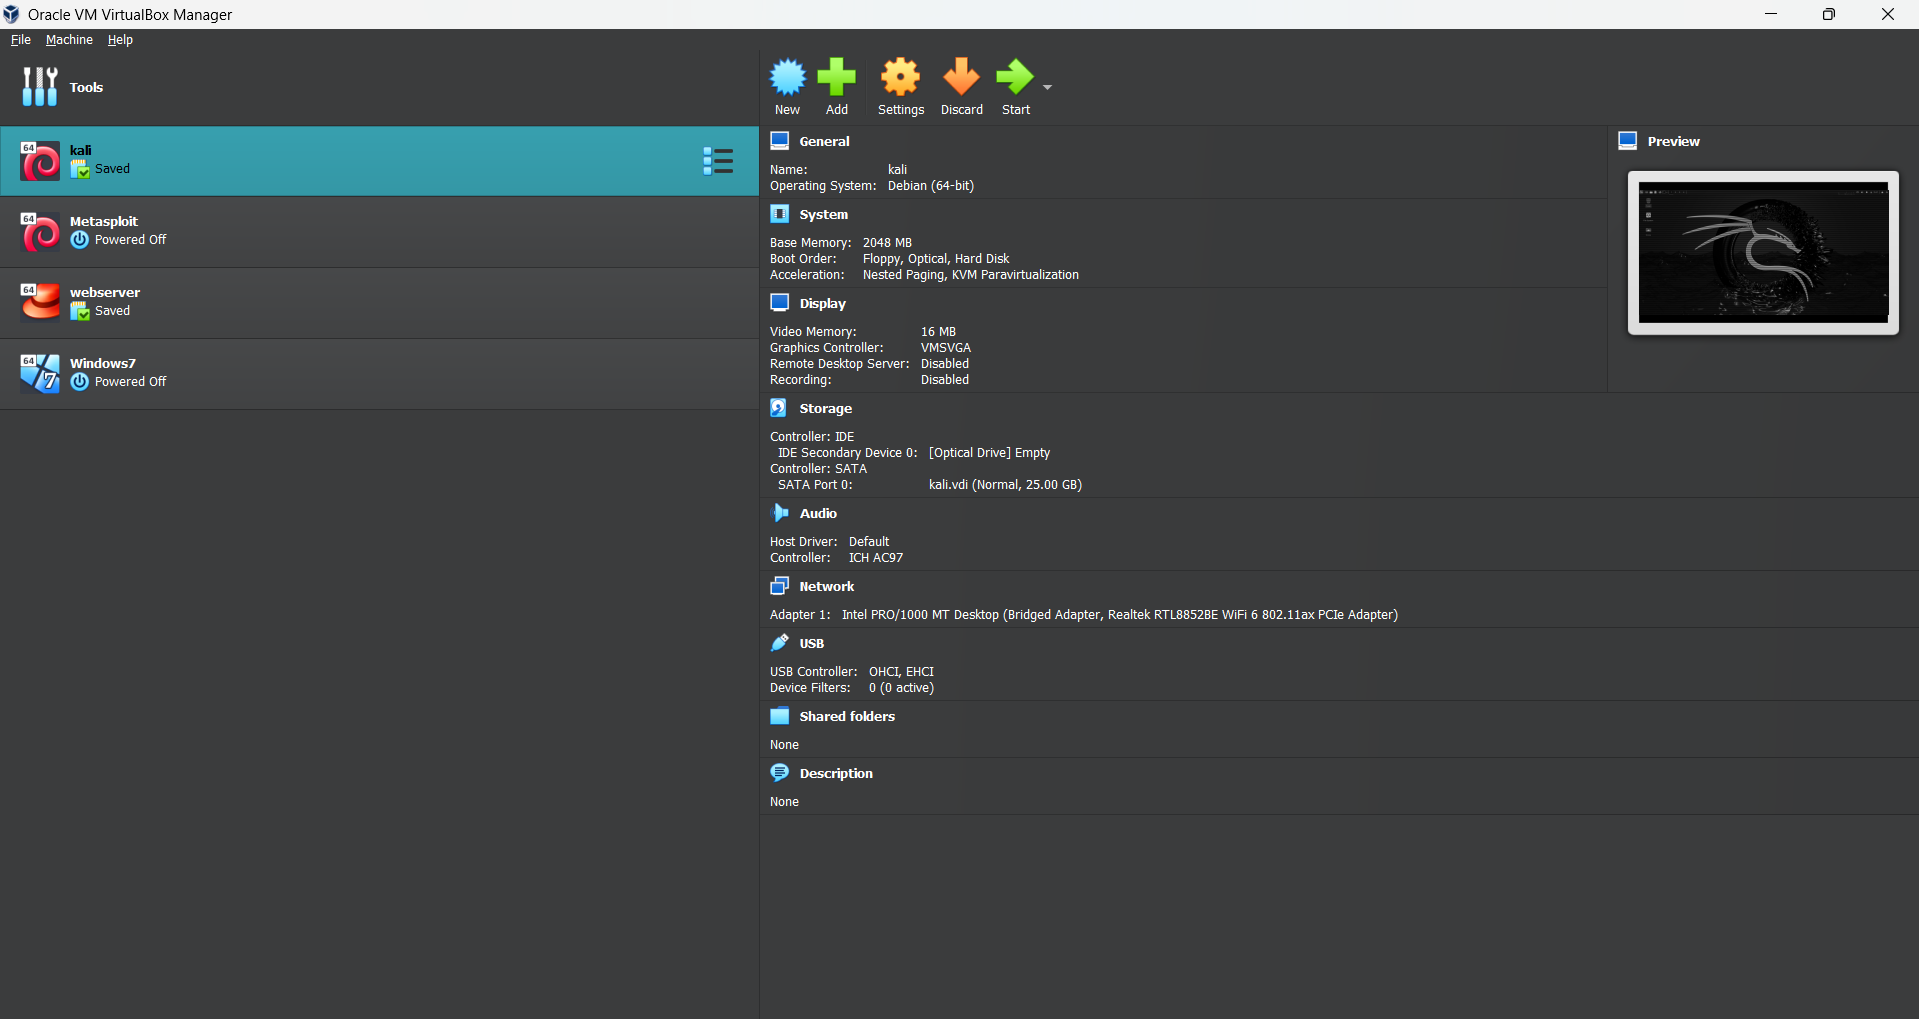 Oracle VM VirtualBox Manager
File Machine Help
Tools
New Add Settings Discard Start
64 kali
Saved
64 Metasploit
Powered Off
64 webserver
Saved
64 Windows7
7 Powered Off
General
Name: kali
Operating System: Debian (64-bit)
System
Base Memory: 2048 MB
Boot Order: Floppy, Optical, Hard Disk
Acceleration: Nested Paging, KVM Paravirtualization
Display
Video Memory: 16 MB
Graphics Controller: VMSVGA
Remote Desktop Server: Disabled
Recording: Disabled
Storage
Controller: IDE
IDE Secondary Device 0: [Optical Drive] Empty
Controller: SATA
SATA Port 0: kali.vdi (Normal, 25.00 GB)
Audio
Host Driver: Default
Controller: ICH AC97
Network
Adapter 1: Intel PRO/1000 MT Desktop (Bridged Adapter, Realtek RTL8852BE WiFi 6 802.11ax PCIe Adapter)
USB
USB Controller: OHCI, EHCI
Device Filters: 0 (0 active)
Shared folders
None
Description
None
Preview